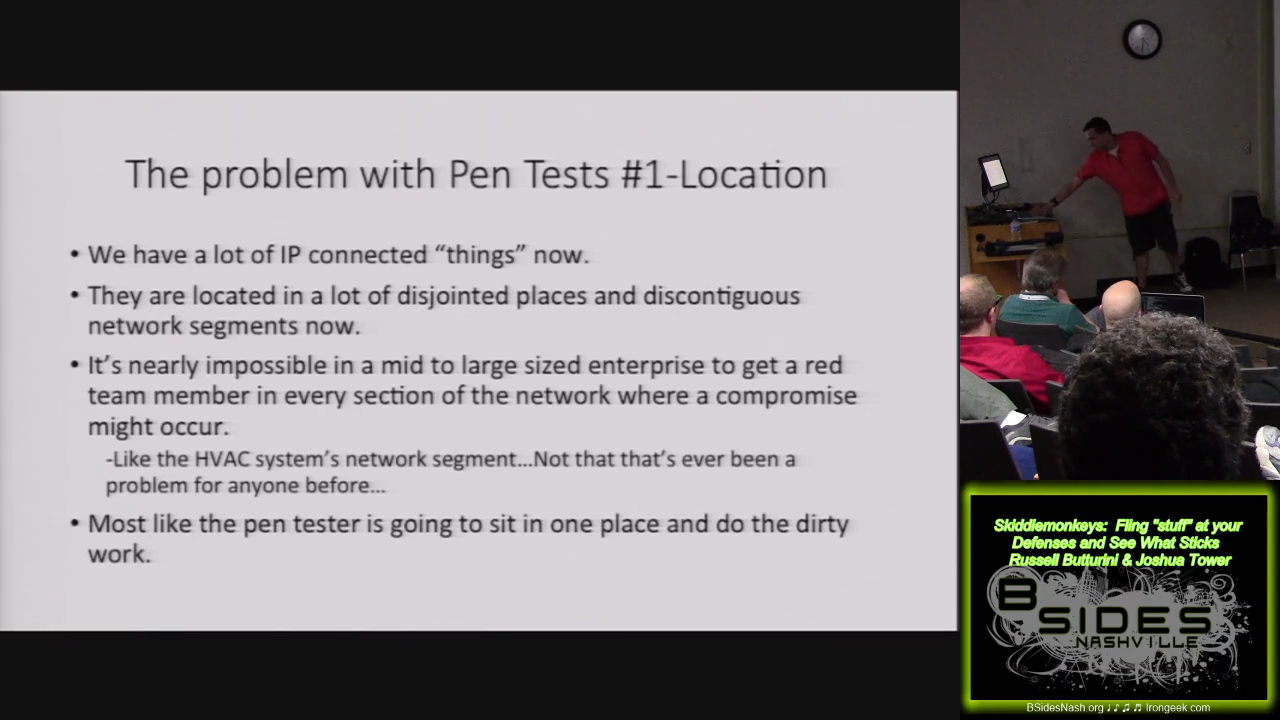 The problem with Pen Tests #1-Location
• We have a lot of IP connected “things” now.
• They are located in a lot of disjointed places and discontiguous
network segments now.
• It’s nearly impossible in a mid to large sized enterprise to get a red
team member in every section of the network where a compromise
might occur.
-Like the HVAC system’s network segment...Not that that’s ever been a
problem for anyone before...
• Most like the pen tester is going to sit in one place and do the dirty
work.
Skiddiemonkeys: Fling "stuff" at your
Defenses and See What Sticks
Russell Butturini & Joshua Tower
BSIDES
NASHVILLE
BSidesNash.org ♩ ♪ ♫ ♬ Irongeek.com